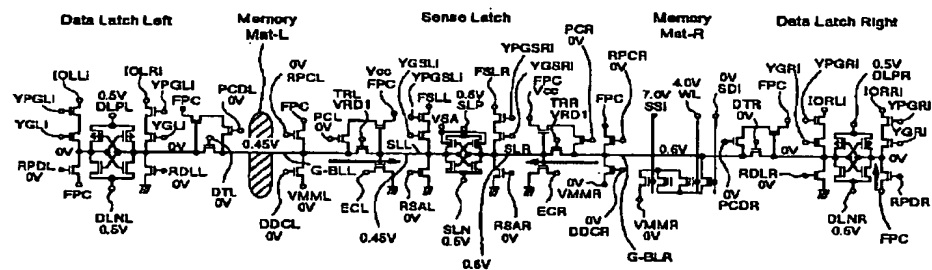 Data Latch Left
Memory
Mat-L
Sense Latch
Memory
Mat-R
Data Latch Right
IOLLi
YPGLi
YGLi
0V
RPDL
0V
FPC
0.5V
DLPL
DLNL
0.5V
IOLRi
YPGLi
YGLi
RDLL
0V
0V
FPC
PCDL
0V
DTL
0V
0.45V
0V
RPCL
FPC
G-BLL
DDCL
0V
VMML
0V
PCL
0V
TRL
VRD1
Vcc
FPC
ECL
0.45V
SLL
YGSLi
YPGSLi
FSLL
RSAL
0V
VSA
0.6V
SLP
SLN
0.5V
FSLR
SLR
RSAR
0V
0.6V
YPGSRi
YGSRi
FPC
Vcc
TRR
VRD1
ECR
PCR
0V
RPCR
0V
FPC
0V
VMMR
0V
DDCR
G-BLR
0.6V
7.0V
SSi
4.0V
WL
0V
SDi
VMMR
0V
0V
PCDR
DTR
0V
FPC
0V
YGRi
YPGRi
IORLi
RDLR
0V
0.5V
DLPR
DLNR
0.5V
IORRi
YPGRi
YGRi
0V
RPDR
FPC